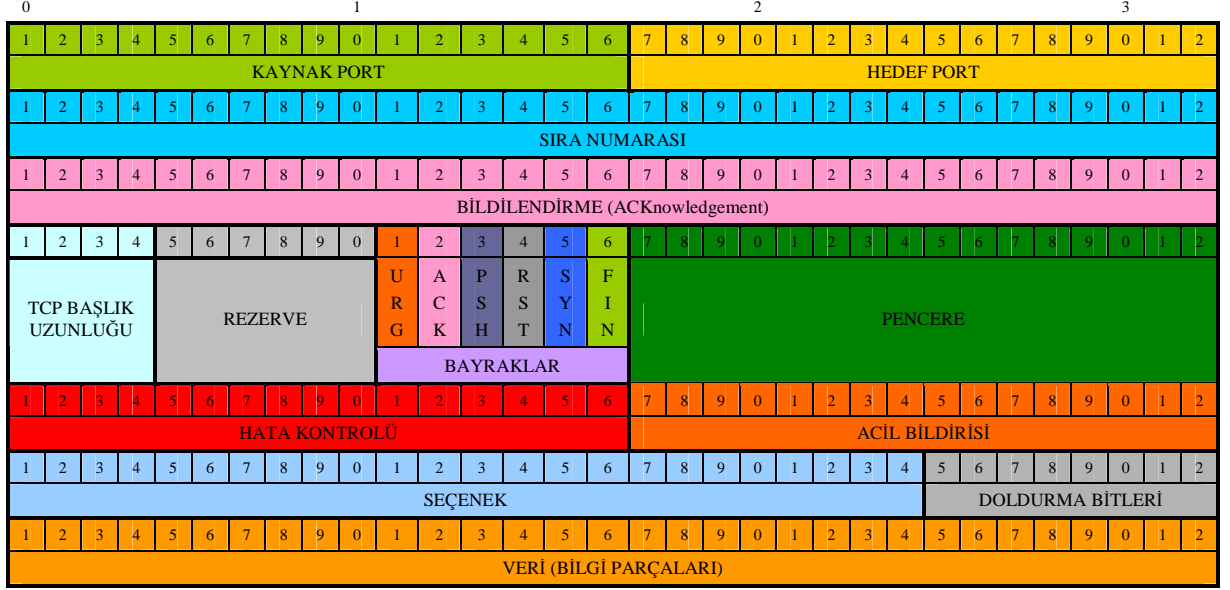 0 1 2 3
1 2 3 4 5 6 7 8 9 0 1 2 3 4 5 6 7 8 9 0 1 2 3 4 5 6 7 8 9 0 1 2
KAYNAK PORT HEDEF PORT
1 2 3 4 5 6 7 8 9 0 1 2 3 4 5 6 7 8 9 0 1 2 3 4 5 6 7 8 9 0 1 2
SIRA NUMARASI
1 2 3 4 5 6 7 8 9 0 1 2 3 4 5 6 7 8 9 0 1 2 3 4 5 6 7 8 9 0 1 2
BİLDİLENDİRME (ACKnowledgement)
1 2 3 4 5 6 7 8 9 0 1 2 3 4 5 6 7 8 9 0 1 2 3 4 5 6 7 8 9 0 1 2
TCP BAŞLIK
UZUNLUĞU
REZERVE
URG ACK PSH RST SYN FIN
BAYRAKLAR
PENCERE
1 2 3 4 5 6 7 8 9 0 1 2 3 4 5 6 7 8 9 0 1 2 3 4 5 6 7 8 9 0 1 2
HATA KONTROLÜ ACİL BİLDİRİSİ
1 2 3 4 5 6 7 8 9 0 1 2 3 4 5 6 7 8 9 0 1 2 3 4 5 6 7 8 9 0 1 2
SEÇENEK DOLDURMA BİTLERİ
1 2 3 4 5 6 7 8 9 0 1 2 3 4 5 6 7 8 9 0 1 2 3 4 5 6 7 8 9 0 1 2
VERİ (BİLGİ PARÇALARI)